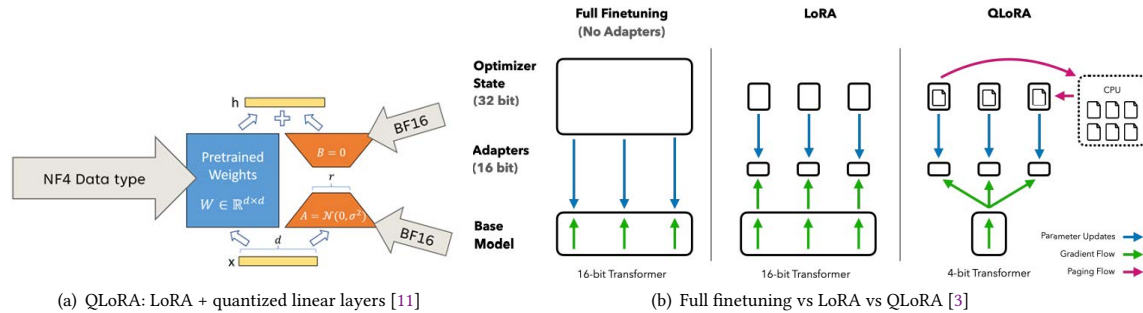 h
BF16
Pretrained
Weights
W ∈ ℝ^{d×d}
B = 0
r
NF4 Data type
A = 𝒩(0, σ²)
BF16
d
x
(a) QLoRA: LoRA + quantized linear layers [11]
Full Finetuning
(No Adapters)
LoRA
QLoRA
Optimizer
State
(32 bit)
CPU
Adapters
(16 bit)
Base
Model
Parameter Updates
Gradient Flow
Paging Flow
16-bit Transformer
16-bit Transformer
4-bit Transformer
(b) Full finetuning vs LoRA vs QLoRA [3]